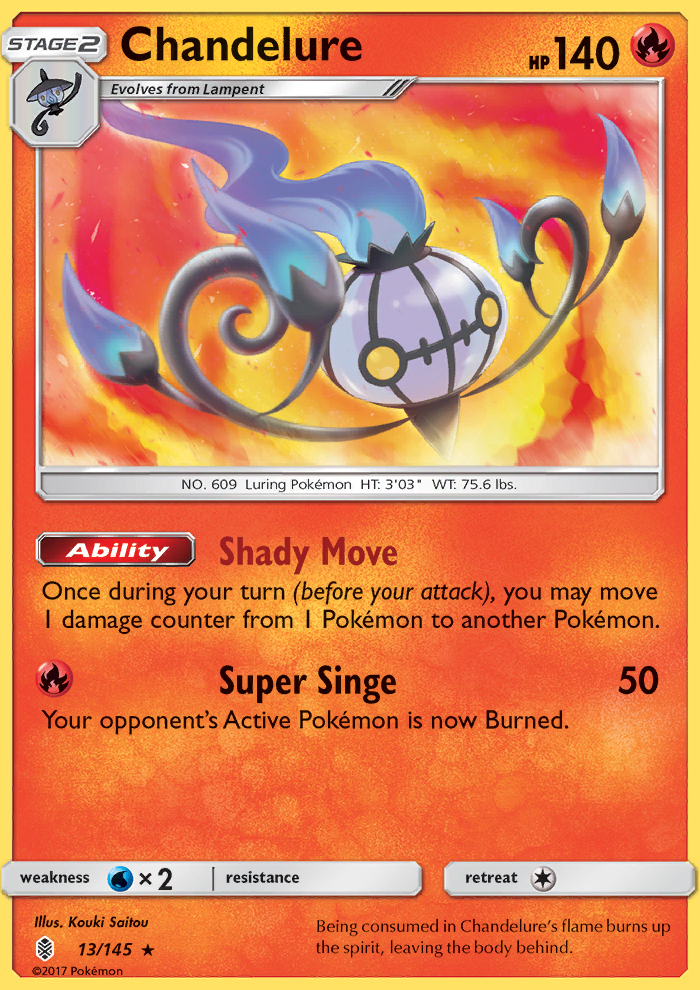 STAGE 2
Chandelure
HP 140
Evolves from Lampent
NO. 609 Luring Pokémon HT: 3'03" WT: 75.6 lbs.
Ability Shady Move
Once during your turn (before your attack), you may move
1 damage counter from 1 Pokémon to another Pokémon.
Super Singe 50
Your opponent's Active Pokémon is now Burned.
weakness × 2 resistance retreat
Illus. Kouki Saitou
13/145 ★
©2017 Pokémon
Being consumed in Chandelure's flame burns up
the spirit, leaving the body behind.